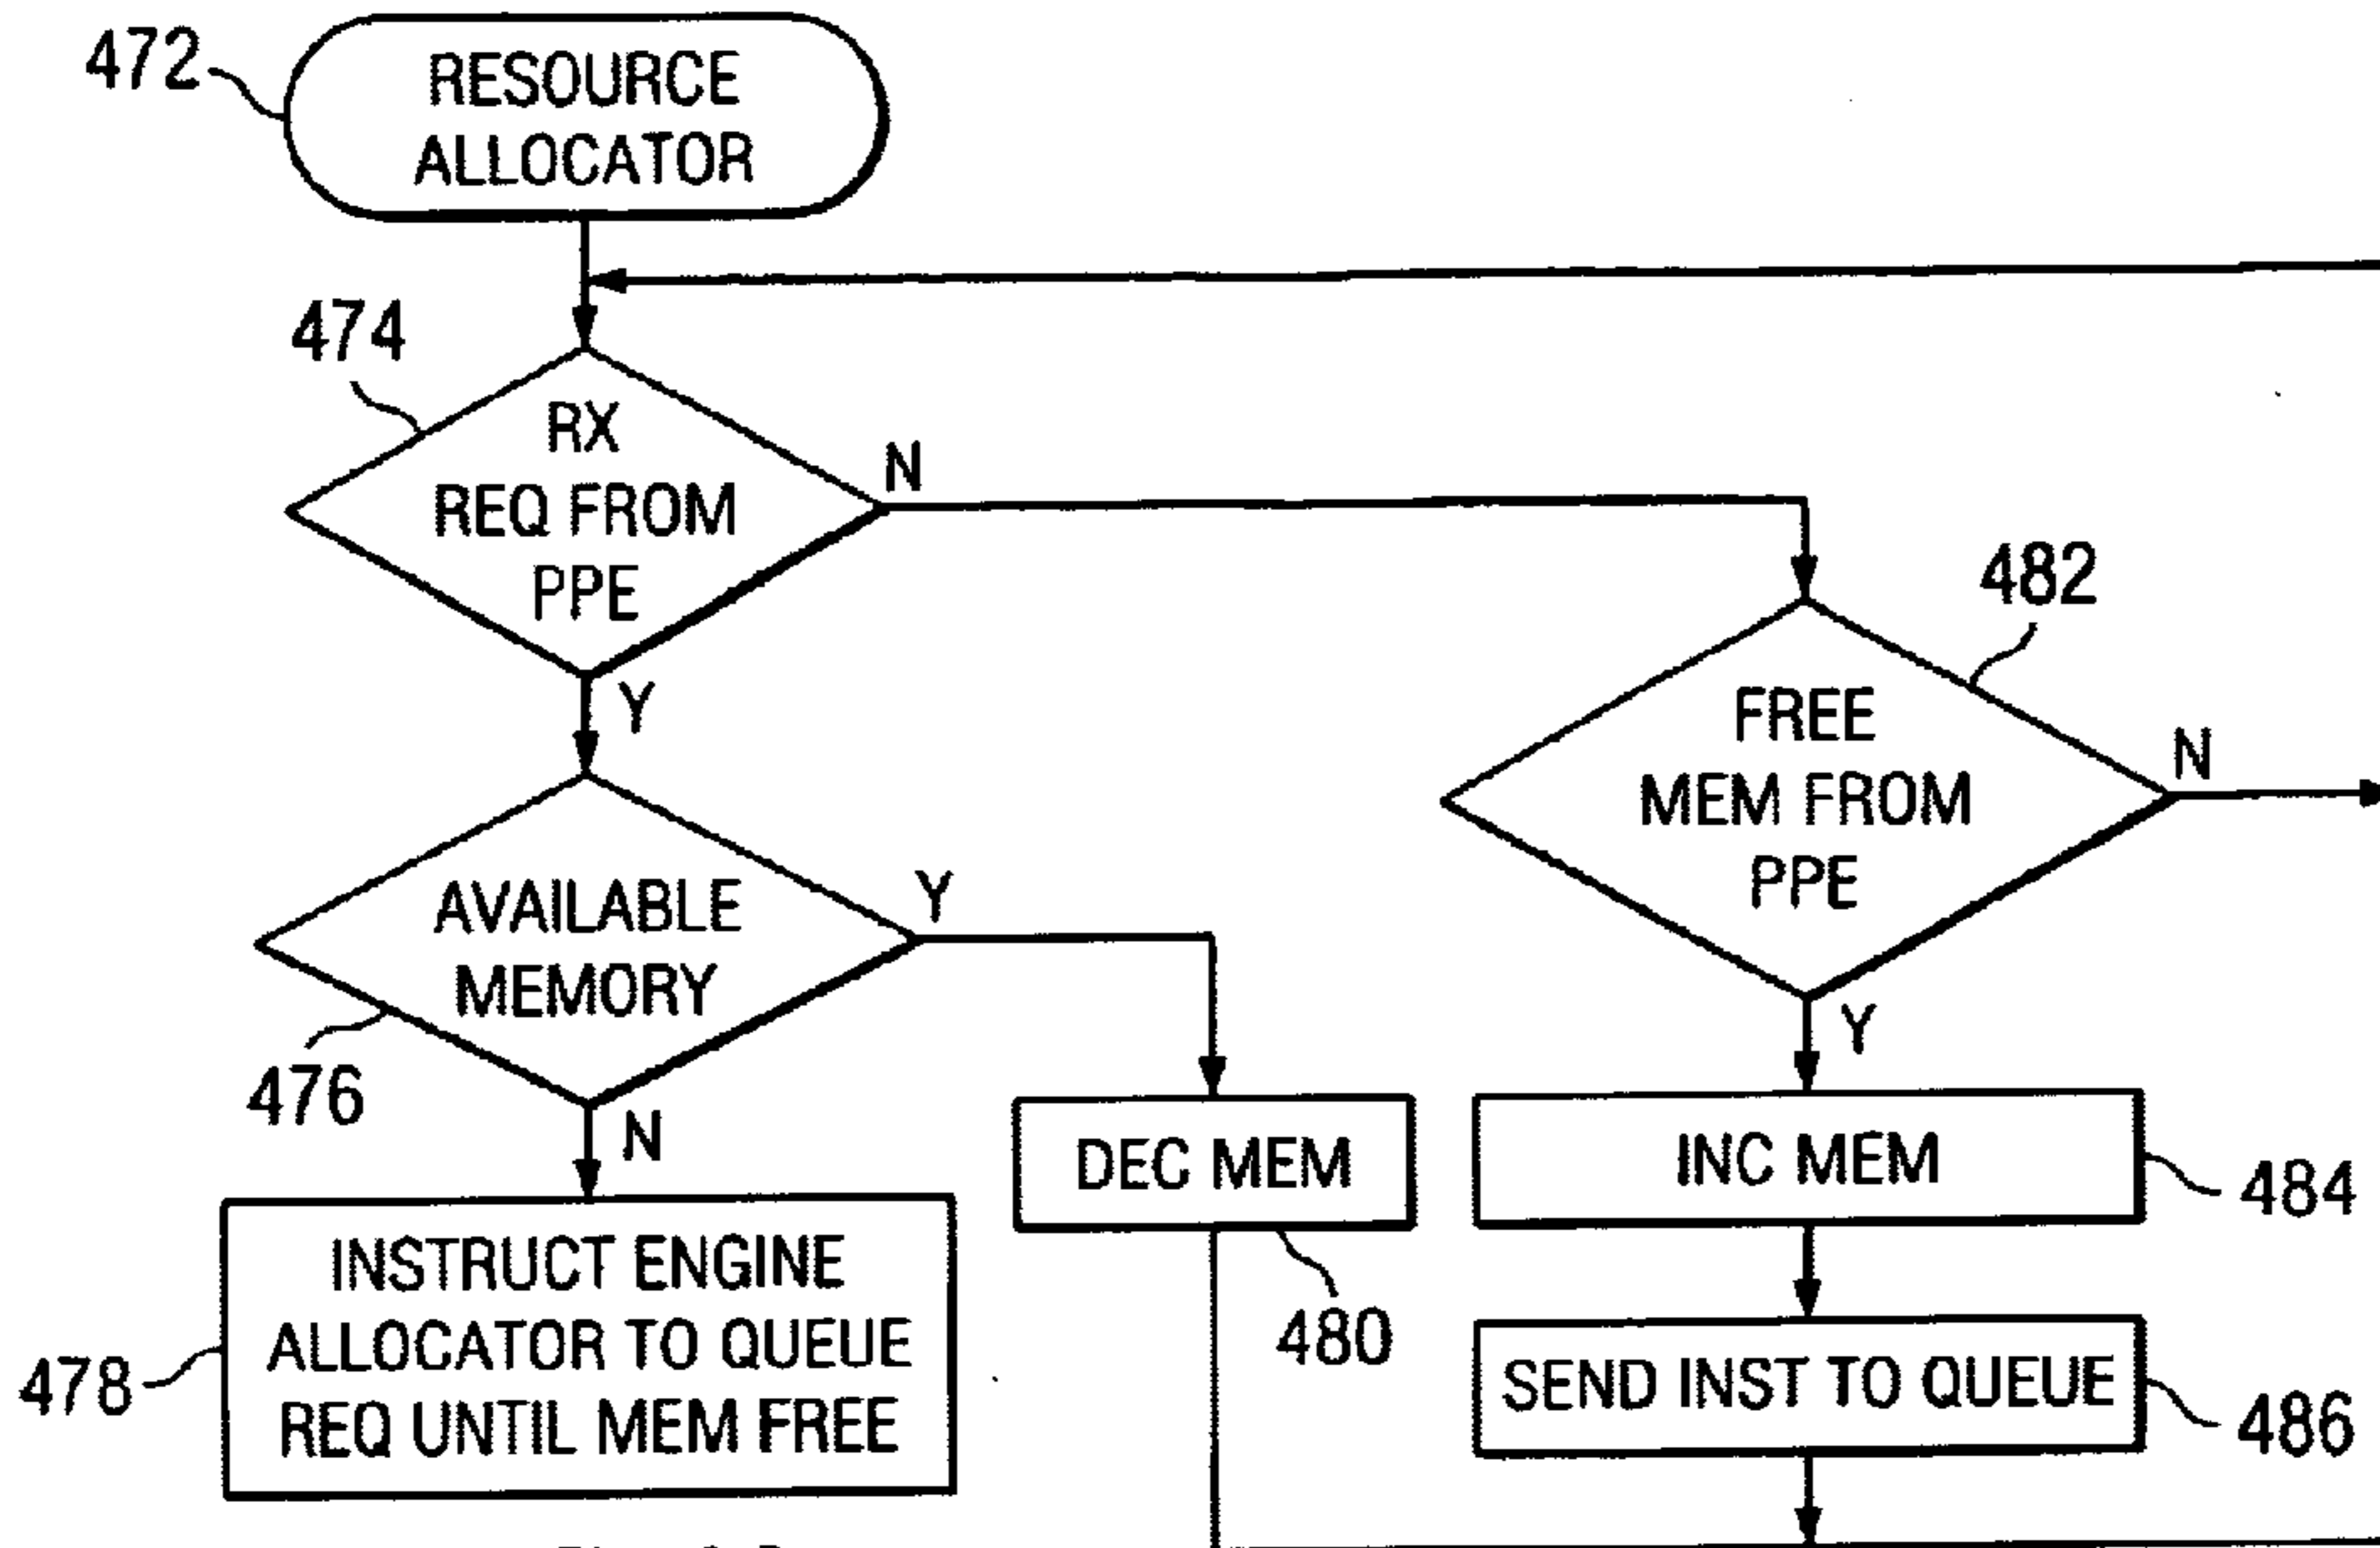 472
RESOURCE
ALLOCATOR
474
RX
REQ FROM
PPE
N
Y
482
FREE
MEM FROM
PPE
N
Y
AVAILABLE
MEMORY
Y
476
N
DEC MEM
480
INC MEM
484
INSTRUCT ENGINE
ALLOCATOR TO QUEUE
REQ UNTIL MEM FREE
478
SEND INST TO QUEUE
486